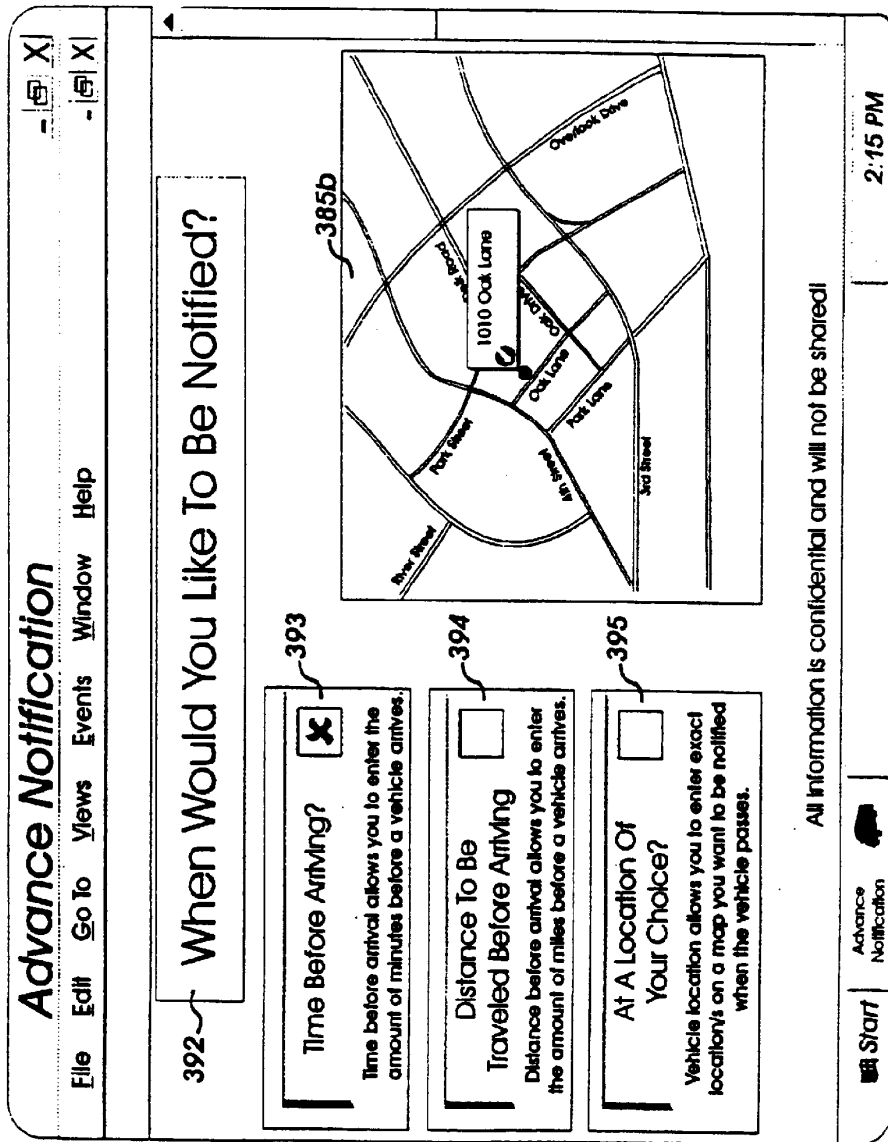 Advance Notification
- X
File Edit Go To Views Events Window Help
- X
392
When Would You Like To Be Notified?
Time Before Arriving?
X
393
Time before arrival allows you to enter the
amount of minutes before a vehicle arrives.
Distance To Be
Traveled Before Arriving
394
Distance before arrival allows you to enter
the amount of miles before a vehicle arrives.
At A Location Of
Your Choice?
395
Vehicle location allows you to enter exact
location/s on a map you want to be notified
when the vehicle passes.
385b
River Street
Park Street
4th Street
1010 Oak Lane
Road
Oak Drive
Oak Lane
Park Lane
3rd Street
Overlook Drive
All information is confidential and will not be shared!
Start
Advance
Notification
2:15 PM